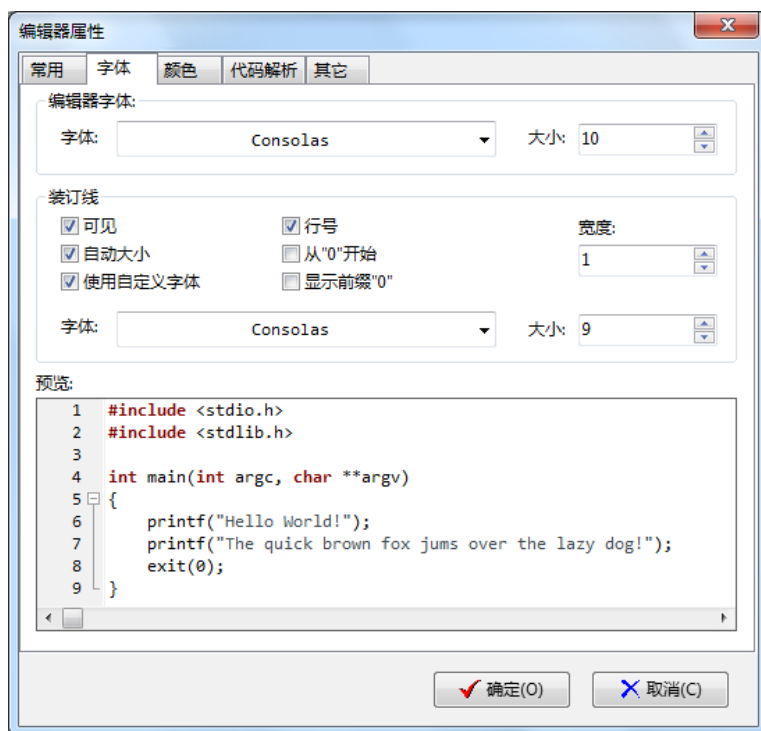 编辑器属性
常用 字体 颜色 代码解析 其它
编辑器字体:
字体: Consolas 大小: 10
装订线
可见 行号 宽度:
自动大小 从"0"开始 1
使用自定义字体 显示前缀"0"
字体: Consolas 大小: 9
预览:
1 #include <stdio.h>
2 #include <stdlib.h>
3
4 int main(int argc, char **argv)
5 {
6 printf("Hello World!");
7 printf("The quick brown fox jums over the lazy dog!");
8 exit(0);
9 }
确定(O) 取消(C)